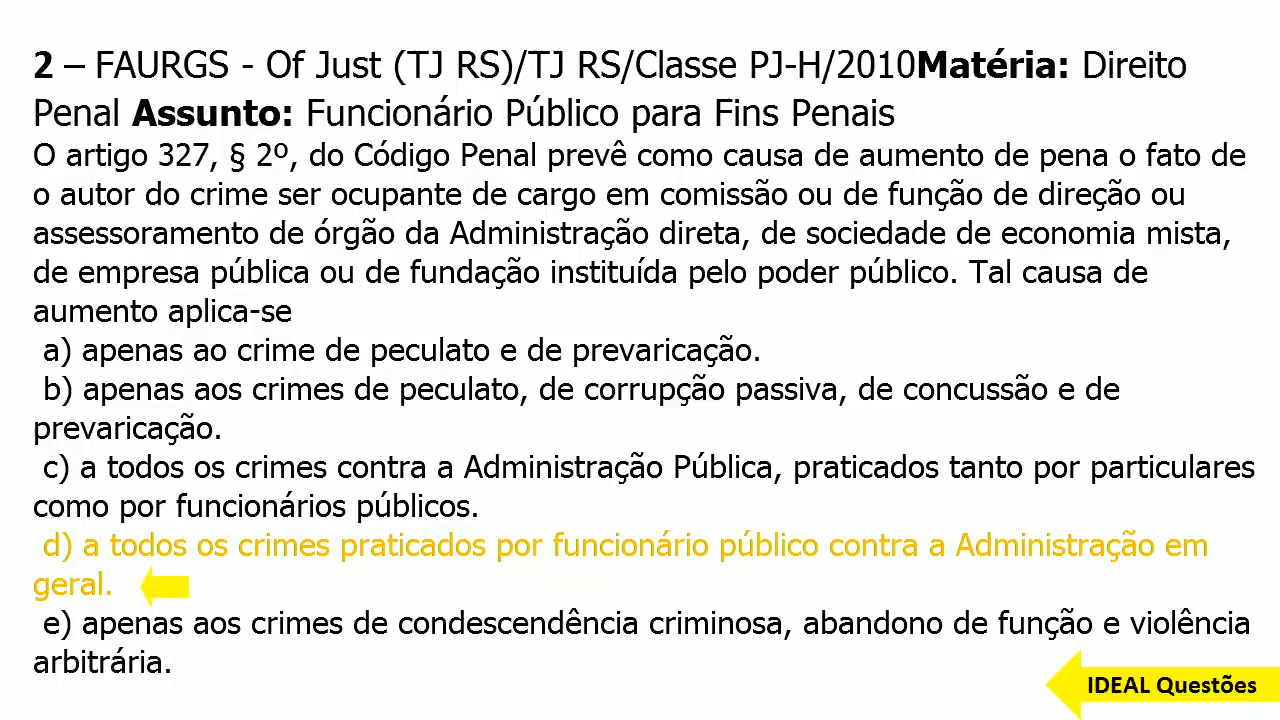 2 – FAURGS - Of Just (TJ RS)/TJ RS/Classe PJ-H/2010Matéria: Direito
Penal Assunto: Funcionário Público para Fins Penais
O artigo 327, § 2º, do Código Penal prevê como causa de aumento de pena o fato de
o autor do crime ser ocupante de cargo em comissão ou de função de direção ou
assessoramento de órgão da Administração direta, de sociedade de economia mista,
de empresa pública ou de fundação instituída pelo poder público. Tal causa de
aumento aplica-se
a) apenas ao crime de peculato e de prevaricação.
b) apenas aos crimes de peculato, de corrupção passiva, de concussão e de
prevaricação.
c) a todos os crimes contra a Administração Pública, praticados tanto por particulares
como por funcionários públicos.
d) a todos os crimes praticados por funcionário público contra a Administração em
geral.
e) apenas aos crimes de condescendência criminosa, abandono de função e violência
arbitrária.
IDEAL Questões